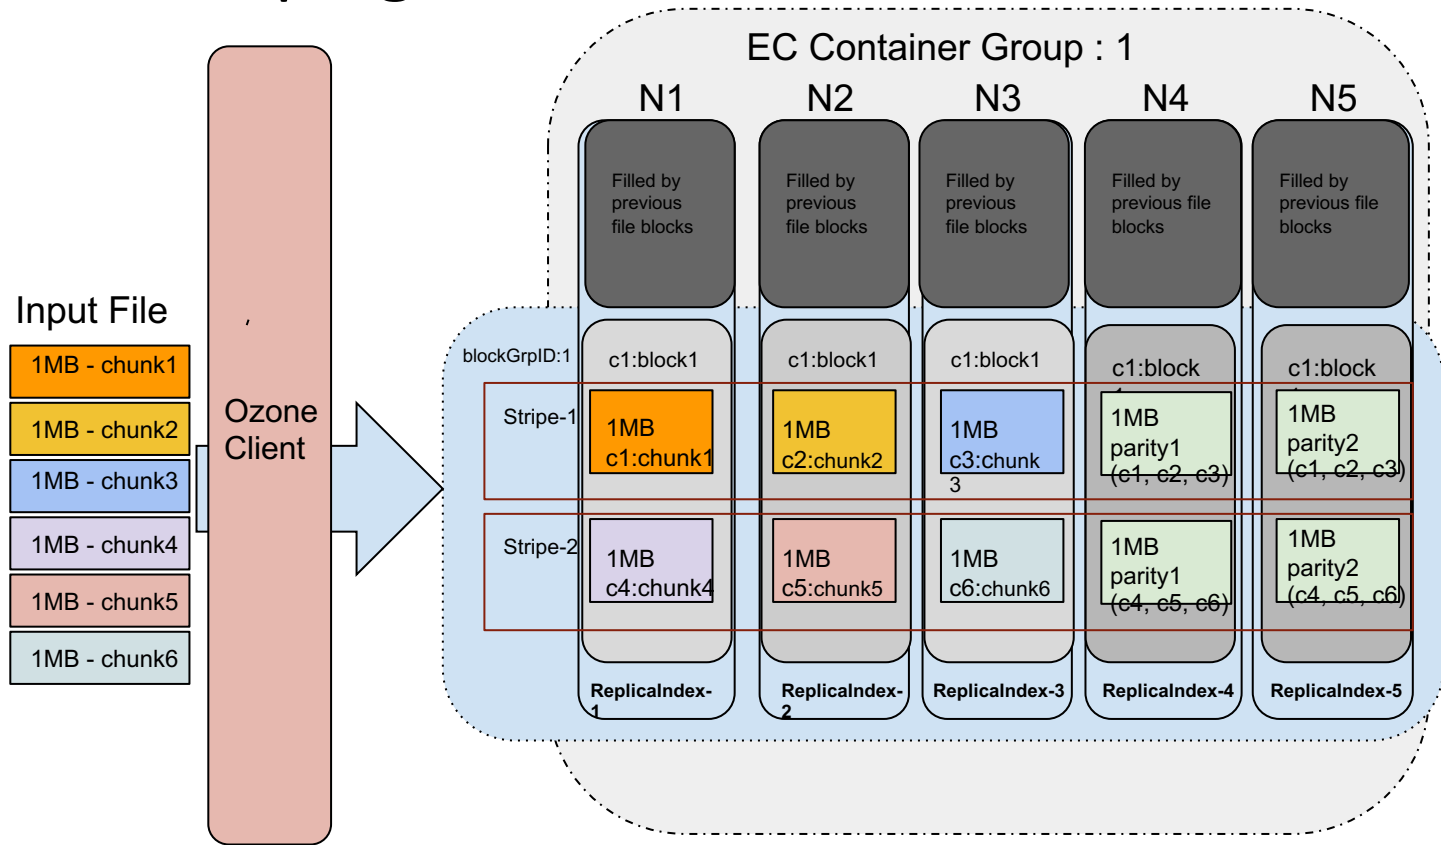 EC Container Group : 1
N1
N2
N3
N4
N5
Filled by
previous
file blocks
Filled by
previous
file blocks
Filled by
previous
file blocks
Filled by
previous file
blocks
Filled by
previous file
blocks
Input File
1MB - chunk1
1MB - chunk2
1MB - chunk3
1MB - chunk4
1MB - chunk5
1MB - chunk6
,
Ozone
Client
blockGrpID:1
c1:block1
c1:block1
c1:block1
c1:block
c1:block
Stripe-1
1MB
c1:chunk1
1MB
c2:chunk2
1MB
c3:chunk
3
1MB
parity1
(c1, c2, c3)
1MB
parity2
(c1, c2, c3)
Stripe-2
1MB
c4:chunk4
1MB
c5:chunk5
1MB
c6:chunk6
1MB
parity1
(c4, c5, c6)
1MB
parity2
(c4, c5, c6)
ReplicaIndex-
1
ReplicaIndex-
2
ReplicaIndex-3
ReplicaIndex-4
ReplicaIndex-5